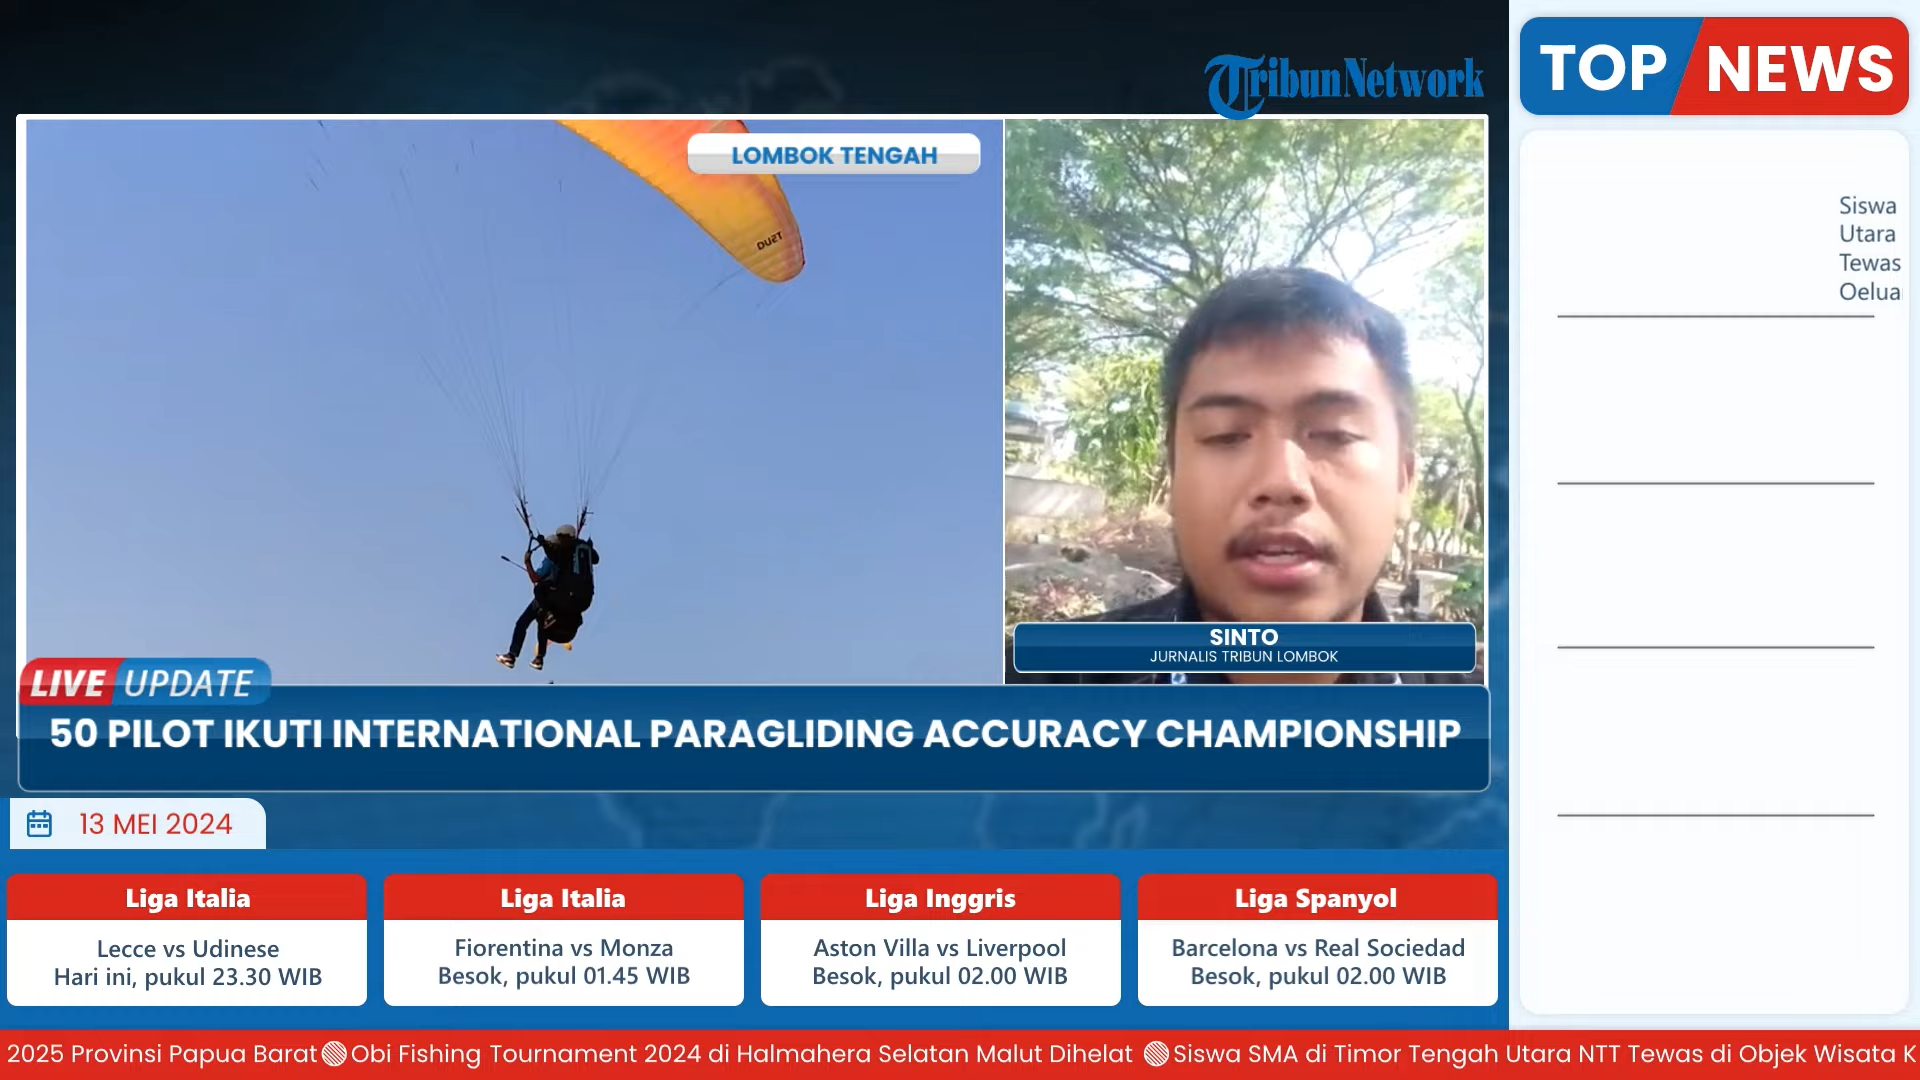 TribunNetwork
TOP NEWS
LOMBOK TENGAH
DUET
Siswa
Utara
Tewas
SINTO
JURNALIS TRIBUN LOMBOK
LIVE UPDATE
50 PILOT IKUTI INTERNATIONAL PARAGLIDING ACCURACY CHAMPIONSHIP
13 MEI 2024
Liga Italia
Lecce vs Udinese
Hari ini, pukul 23.30 WIB
Liga Italia
Fiorentina vs Monza
Besok, pukul 01.45 WIB
Liga Inggris
Aston Villa vs Liverpool
Besok, pukul 02.00 WIB
Liga Spanyol
Barcelona vs Real Sociedad
Besok, pukul 02.00 WIB
2025 Provinsi Papua Barat Obi Fishing Tournament 2024 di Halmahera Selatan Malut Dihelat Siswa SMA di Timor Tengah Utara NTT Tewas di Objek Wisata K